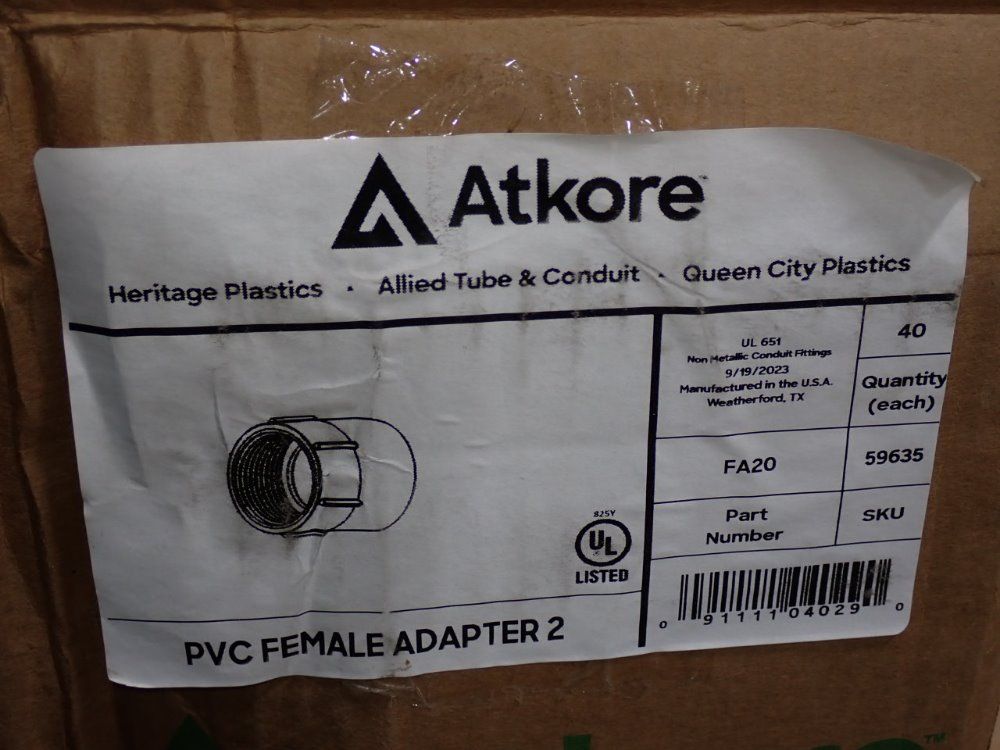 Atkore
Heritage Plastics · Allied Tube & Conduit · Queen City Plastics
UL 651
Non Metallic Conduit Fittings
9/19/2023
Manufactured in the U.S.A.
Weatherford, TX
40
Quantity
(each)
FA20
59635
Part
Number
SKU
825Y
UL
LISTED
0 91111 04029 0
PVC FEMALE ADAPTER 2
TM